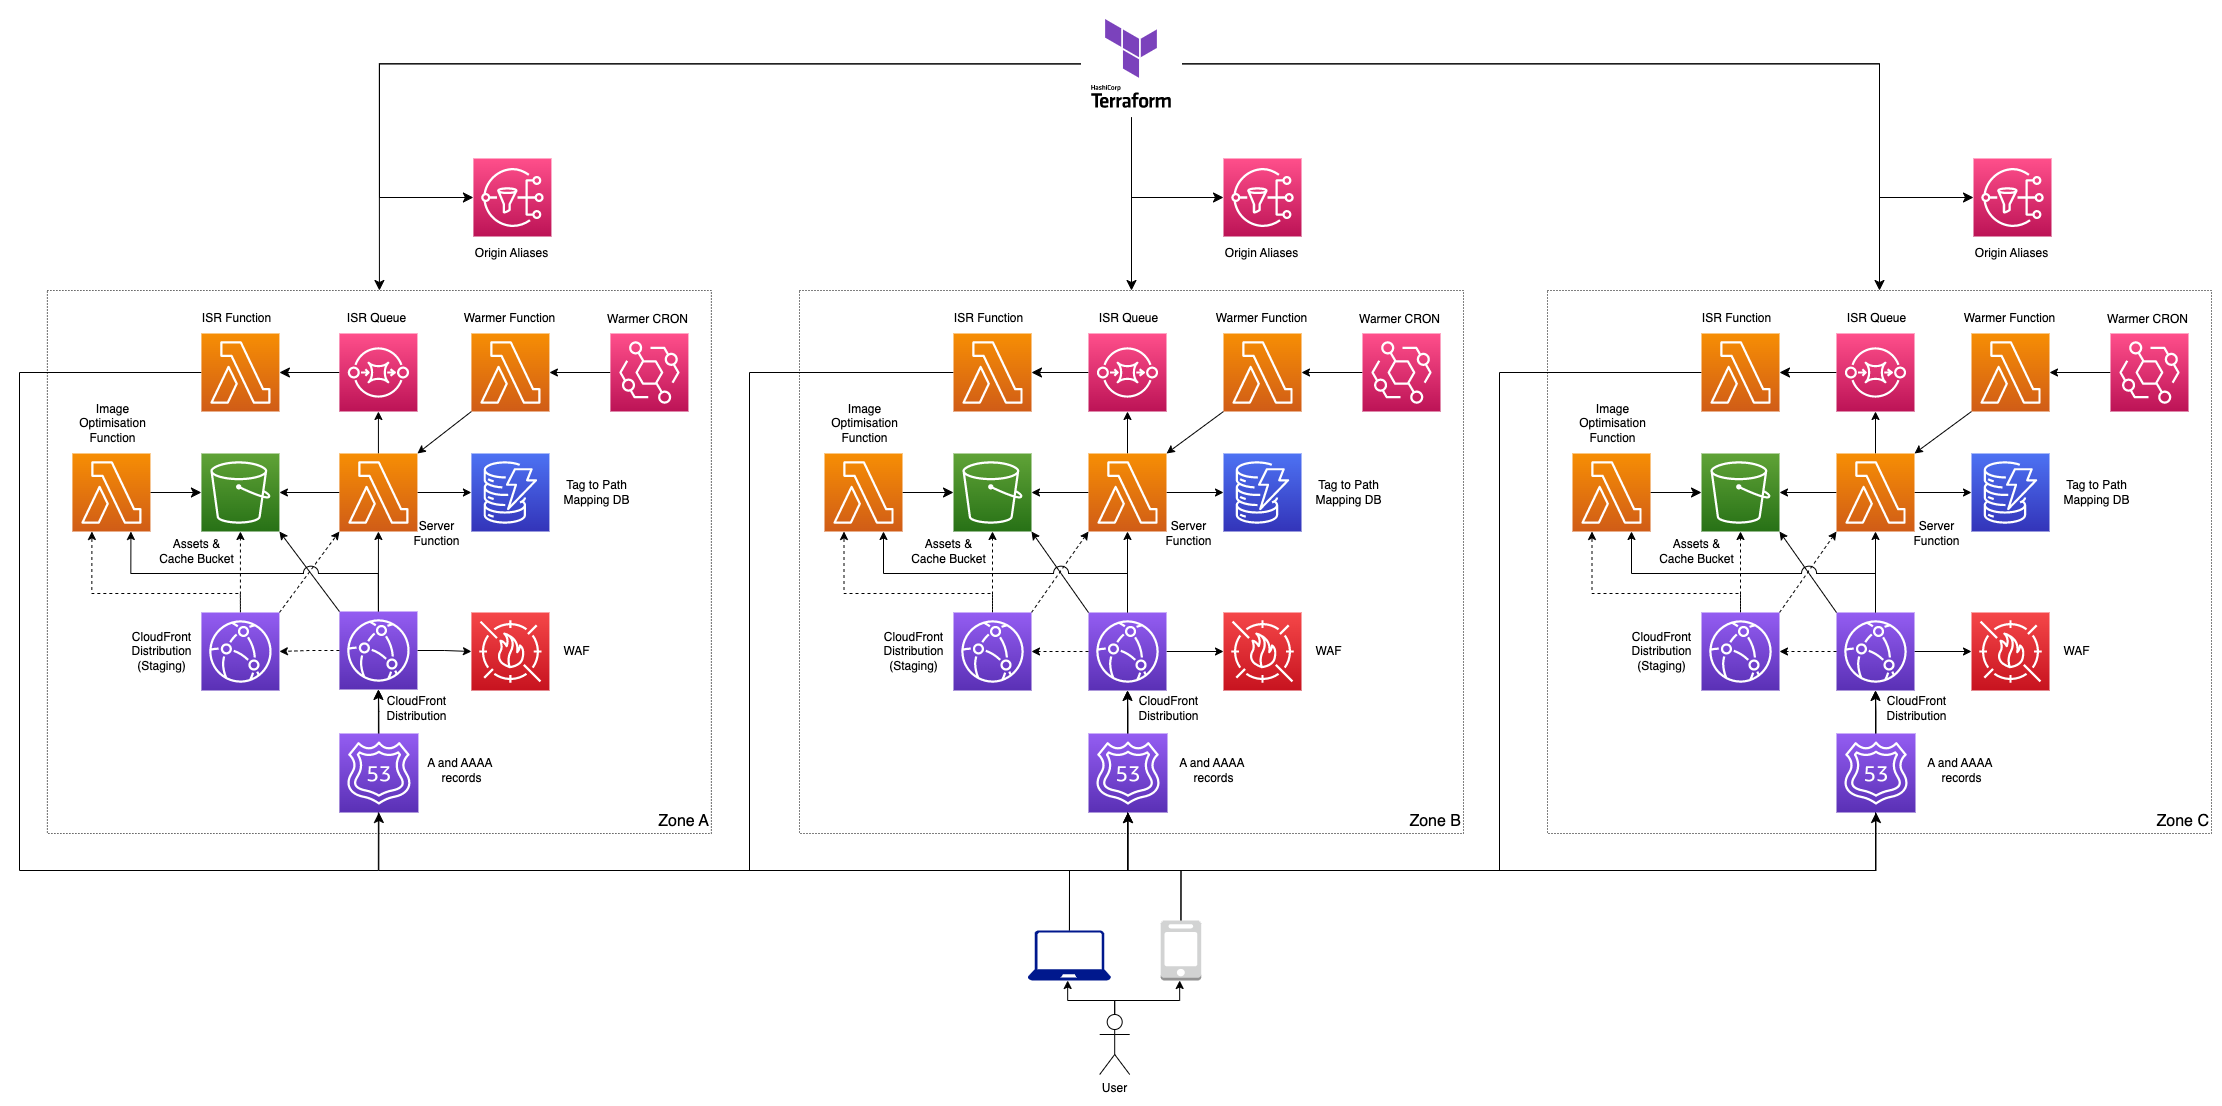 HashiCorp
Terraform
Origin Aliases
Origin Aliases
Origin Aliases
ISR Function
ISR Queue
Warmer Function
Warmer CRON
Image
Optimisation
Function
Tag to Path
Mapping DB
Server
Function
Assets &
Cache Bucket
CloudFront
Distribution
(Staging)
WAF
CloudFront
Distribution
53
A and AAAA
records
Zone A
ISR Function
ISR Queue
Warmer Function
Warmer CRON
Image
Optimisation
Function
Tag to Path
Mapping DB
Server
Function
Assets &
Cache Bucket
CloudFront
Distribution
(Staging)
WAF
CloudFront
Distribution
53
A and AAAA
records
Zone B
ISR Function
ISR Queue
Warmer Function
Warmer CRON
Image
Optimisation
Function
Tag to Path
Mapping DB
Server
Function
Assets &
Cache Bucket
CloudFront
Distribution
(Staging)
WAF
CloudFront
Distribution
53
A and AAAA
records
Zone C
User